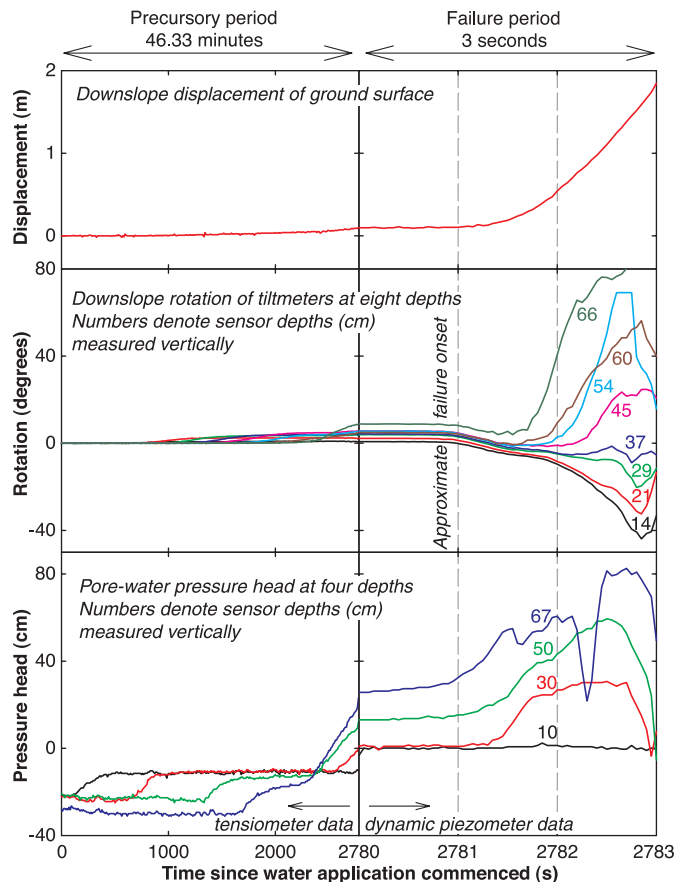 Precursory period
46.33 minutes
Failure period
3 seconds
Displacement (m)
2
1
0
Downslope displacement of ground surface
Rotation (degrees)
80
40
0
-40
Downslope rotation of tiltmeters at eight depths
Numbers denote sensor depths (cm)
measured vertically
Approximate failure onset
66
60
54
45
37
29
21
14
Pressure head (cm)
80
40
0
-40
Pore-water pressure head at four depths
Numbers denote sensor depths (cm)
measured vertically
67
50
30
10
tensiometer data
dynamic piezometer data
0 1000 2000 2780 2781 2782 2783
Time since water application commenced (s)